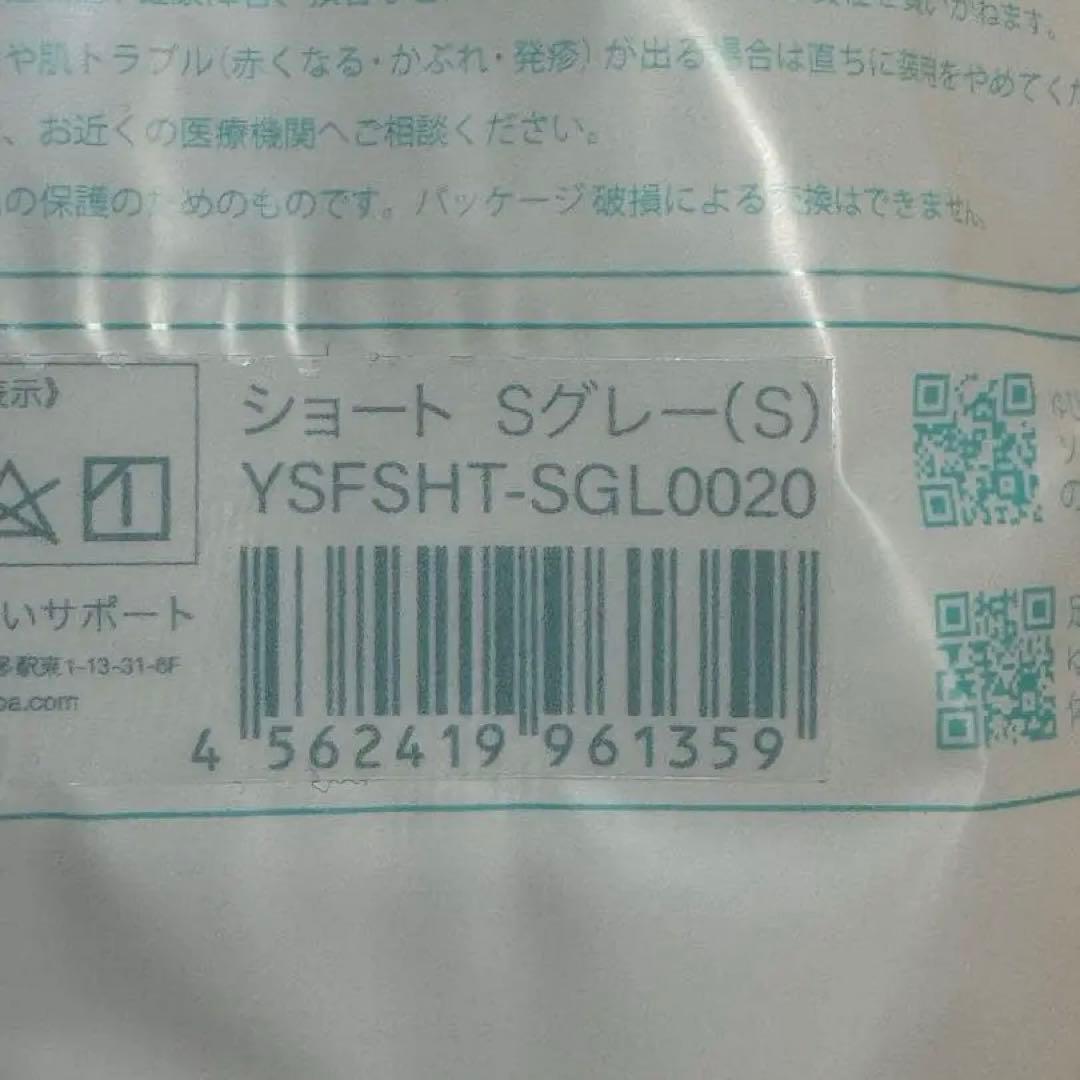 や肌トラブル(赤くなる・かぶれ・発疹)が出る場合は直ちに装用をやめてくだ
、お近くの医療機関へご相談ください。
の保護のためのものです。パッケージ破損による交換はできません。
表示》
ショート Sグレー(S)
YSFSHT-SGL0020
いサポート
駅東1-13-31-6F
pa.com
4 562419 961359